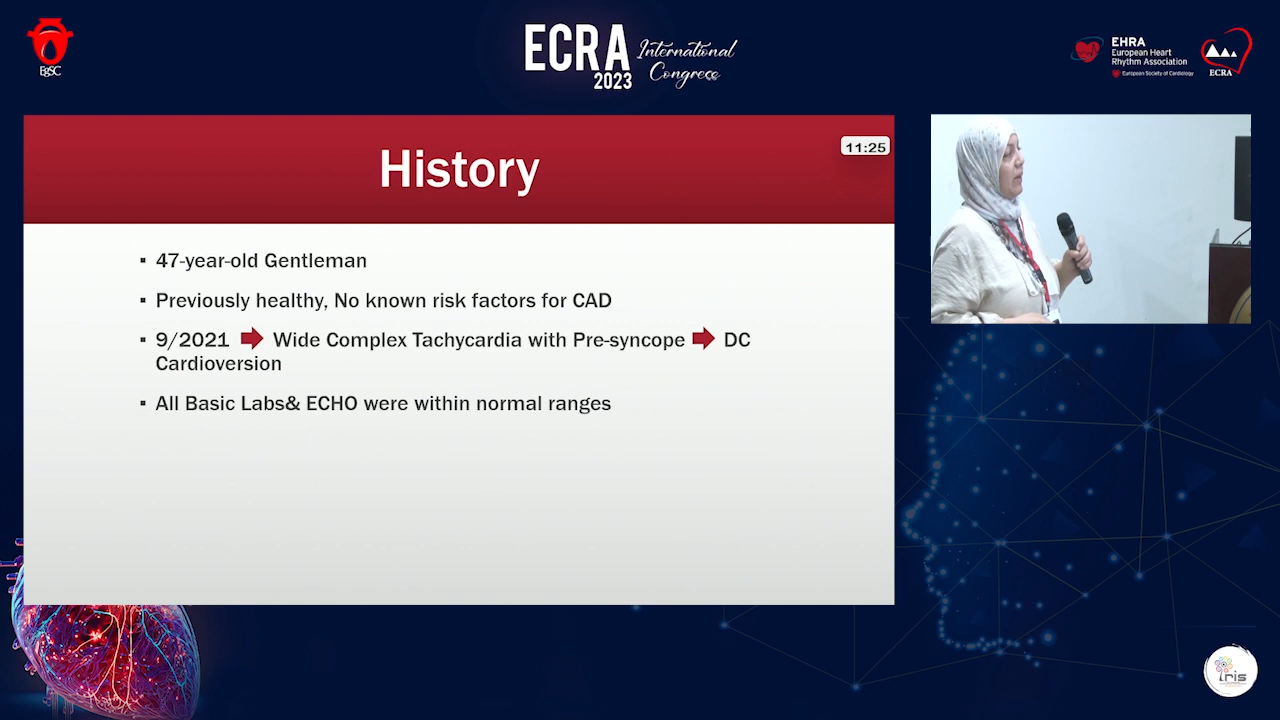 EgSC
ECRA
2023
International
Congress
EHRA
European Heart
Rhythm Association
European Society of Cardiology
ECRA
History
11:25
47-year-old Gentleman
Previously healthy, No known risk factors for CAD
9/2021 Wide Complex Tachycardia with Pre-syncope DC
Cardioversion
All Basic Labs& ECHO were within normal ranges
iris